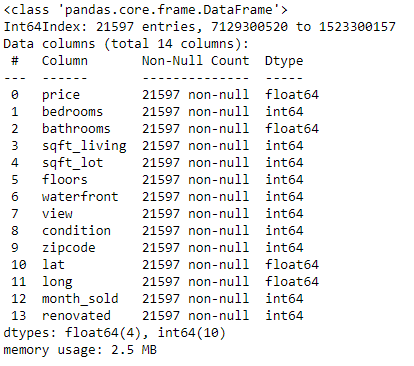 <class 'pandas.core.frame.DataFrame'>
Int64Index: 21597 entries, 7129300520 to 1523300157
Data columns (total 14 columns):
 #   Column       Non-Null Count  Dtype
---  ------       --------------  -----
 0   price        21597 non-null  float64
 1   bedrooms     21597 non-null  int64
 2   bathrooms    21597 non-null  float64
 3   sqft_living  21597 non-null  int64
 4   sqft_lot     21597 non-null  int64
 5   floors       21597 non-null  int64
 6   waterfront   21597 non-null  int64
 7   view         21597 non-null  int64
 8   condition    21597 non-null  int64
 9   zipcode      21597 non-null  int64
 10  lat          21597 non-null  float64
 11  long         21597 non-null  float64
 12  month_sold   21597 non-null  int64
 13  renovated    21597 non-null  int64
dtypes: float64(4), int64(10)
memory usage: 2.5 MB